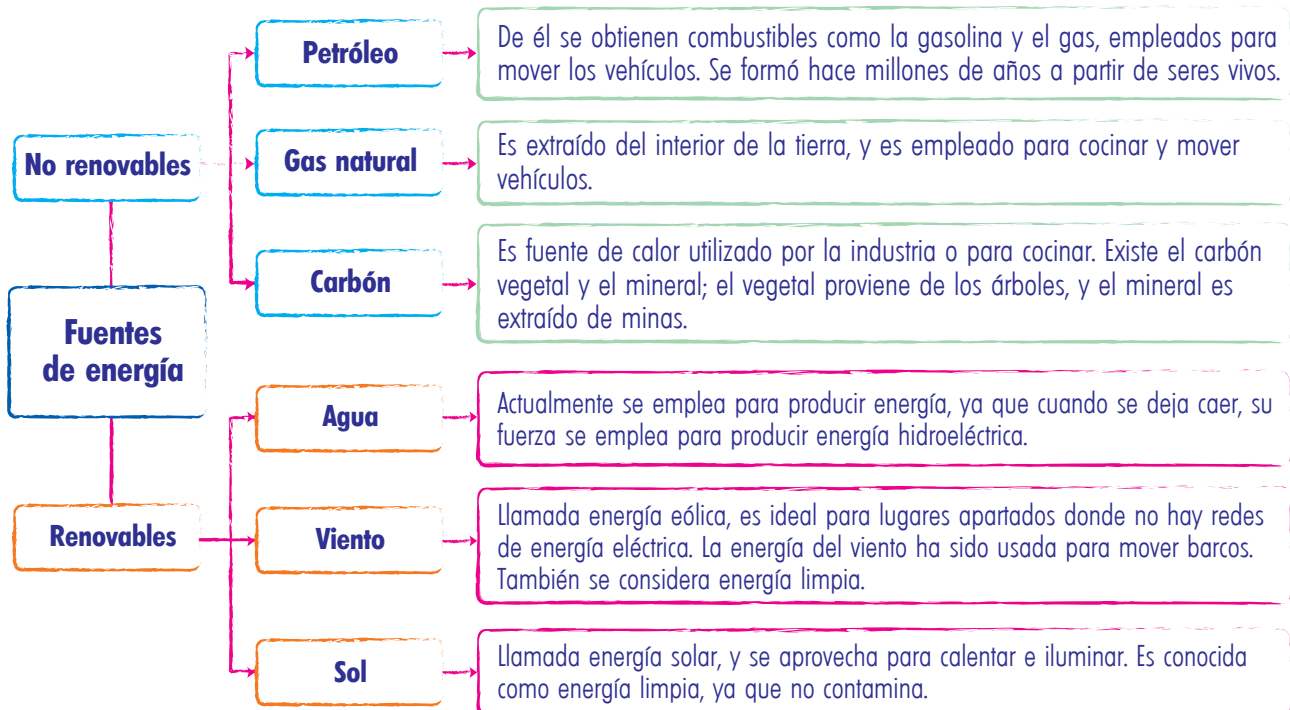 Petróleo
De él se obtienen combustibles como la gasolina y el gas, empleados para
mover los vehículos. Se formó hace millones de años a partir de seres vivos.
No renovables
Gas natural
Es extraído del interior de la tierra, y es empleado para cocinar y mover
vehículos.
Carbón
Es fuente de calor utilizado por la industria o para cocinar. Existe el carbón
vegetal y el mineral; el vegetal proviene de los árboles, y el mineral es
extraído de minas.
Fuentes
de energía
Agua
Actualmente se emplea para producir energía, ya que cuando se deja caer, su
fuerza se emplea para producir energía hidroeléctrica.
Renovables
Viento
Llamada energía eólica, es ideal para lugares apartados donde no hay redes
de energía eléctrica. La energía del viento ha sido usada para mover barcos.
También se considera energía limpia.
Sol
Llamada energía solar, y se aprovecha para calentar e iluminar. Es conocida
como energía limpia, ya que no contamina.